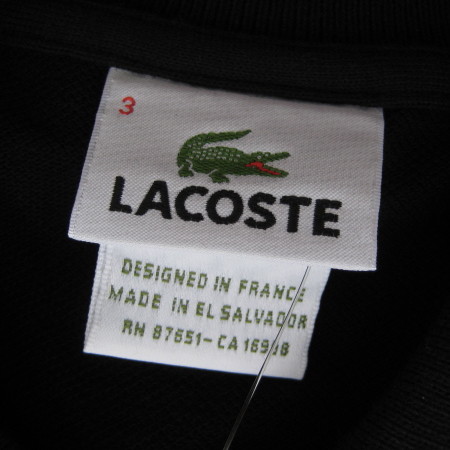 3
LACOSTE
DESIGNED IN FRANCE
MADE IN EL SALVADOR
RN 87651-CA